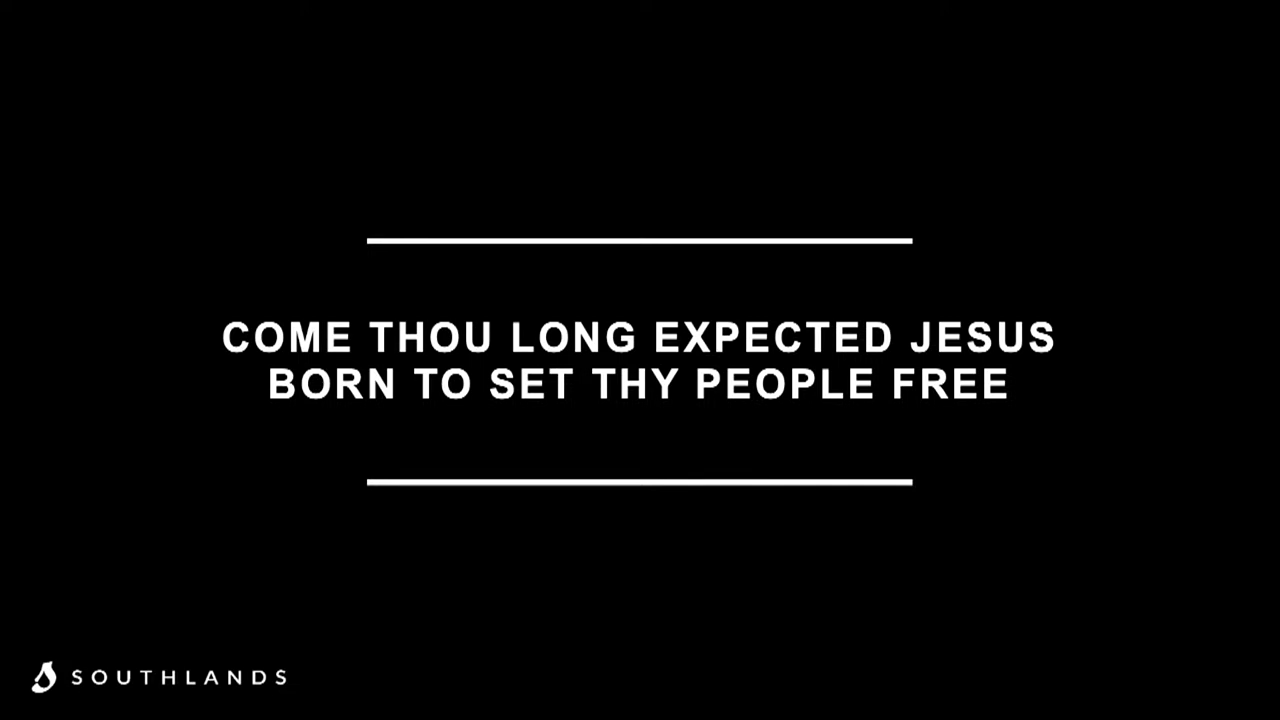 COME THOU LONG EXPECTED JESUS
BORN TO SET THY PEOPLE FREE
SOUTHLANDS